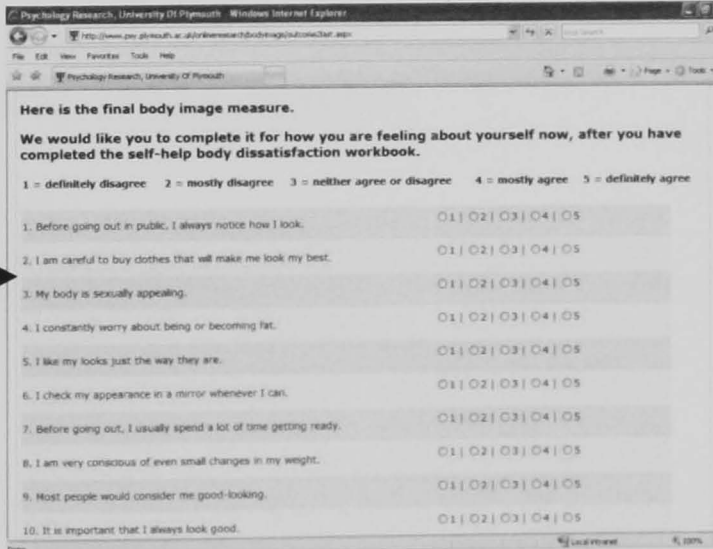 Psychology Research, University Of Plymouth - Windows Internet Explorer
File Edit View Favorites Tools Help
Psychology Research, University Of Plymouth
Page Tools
Here is the final body image measure.
We would like you to complete it for how you are feeling about yourself now, after you have
completed the self-help body dissatisfaction workbook.
1 = definitely disagree 2 = mostly disagree 3 = neither agree or disagree 4 = mostly agree 5 = definitely agree
1. Before going out in public, I always notice how I look. 1 | 2 | 3 | 4 | 5
2. I am careful to buy clothes that will make me look my best. 1 | 2 | 3 | 4 | 5
3. My body is sexually appealing. 1 | 2 | 3 | 4 | 5
4. I constantly worry about being or becoming fat. 1 | 2 | 3 | 4 | 5
5. I like my looks just the way they are. 1 | 2 | 3 | 4 | 5
6. I check my appearance in a mirror whenever I can. 1 | 2 | 3 | 4 | 5
7. Before going out, I usually spend a lot of time getting ready. 1 | 2 | 3 | 4 | 5
8. I am very conscious of even small changes in my weight. 1 | 2 | 3 | 4 | 5
9. Most people would consider me good-looking. 1 | 2 | 3 | 4 | 5
10. It is important that I always look good. 1 | 2 | 3 | 4 | 5
Local intranet 100%